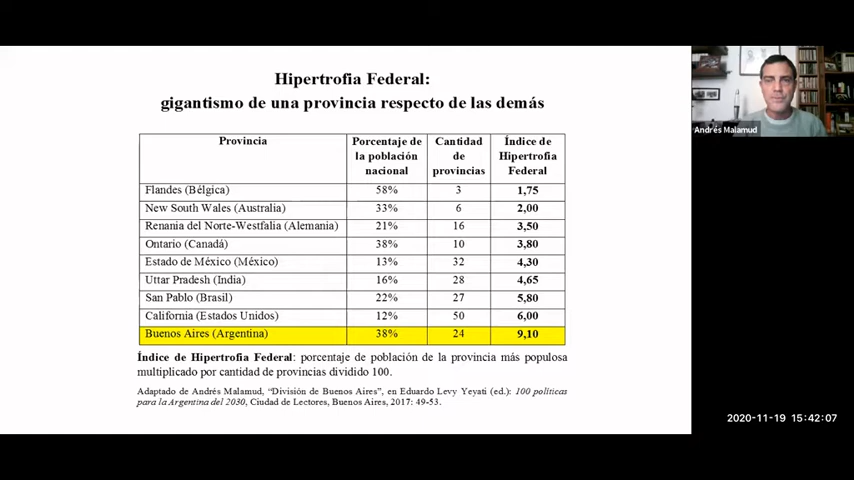 Hipertrofia Federal:
gigantismo de una provincia respecto de las demás
Provincia
Porcentaje de la población nacional
Cantidad de provincias
Índice de Hipertrofia Federal
Flandes (Bélgica) 58% 3 1,75
New South Wales (Australia) 33% 6 2,00
Renania del Norte-Westfalia (Alemania) 21% 16 3,50
Ontario (Canadá) 38% 10 3,80
Estado de México (México) 13% 32 4,30
Uttar Pradesh (India) 16% 28 4,65
San Pablo (Brasil) 22% 27 5,80
California (Estados Unidos) 12% 50 6,00
Buenos Aires (Argentina) 38% 24 9,10
Índice de Hipertrofia Federal: porcentaje de población de la provincia más populosa
multiplicado por cantidad de provincias dividido 100.
Adaptado de Andrés Malamud, “División de Buenos Aires”, en Eduardo Levy Yeyati (ed.): 100 políticas
para la Argentina del 2030, Ciudad de Lectores, Buenos Aires, 2017: 49-53.
Andrés Malamud
2020-11-19 15:42:07